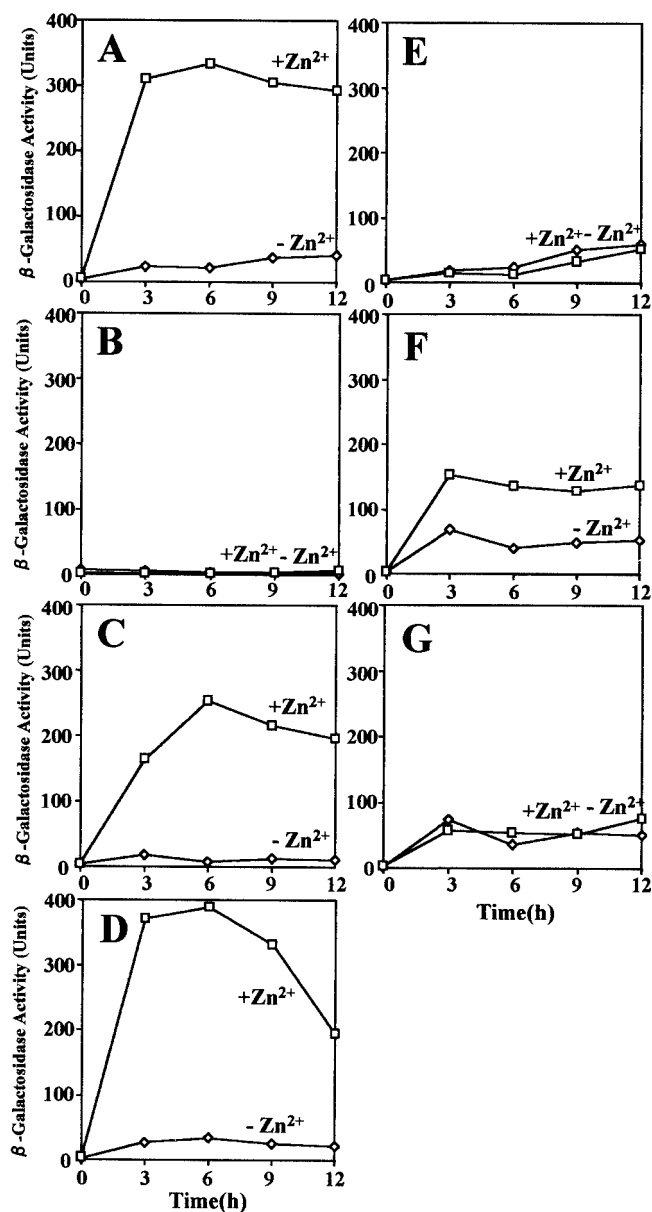 A
β-Galactosidase Activity (Units)
400
300
200
100
0
+Zn²⁺
- Zn²⁺
0 3 6 9 12
E
400
300
200
100
0
+Zn²⁺- Zn²⁺
0 3 6 9 12
B
β-Galactosidase Activity (Units)
400
300
200
100
0
+Zn²⁺ - Zn²⁺
0 3 6 9 12
F
400
300
200
100
0
+Zn²⁺
- Zn²⁺
0 3 6 9 12
C
β-Galactosidase Activity (Units)
400
300
200
100
0
+Zn²⁺
- Zn²⁺
0 3 6 9 12
G
400
300
200
100
0
+Zn²⁺ - Zn²⁺
0 3 6 9 12
Time(h)
D
β-Galactosidase Activity (Units)
400
300
200
100
0
+Zn²⁺
- Zn²⁺
0 3 6 9 12
Time(h)